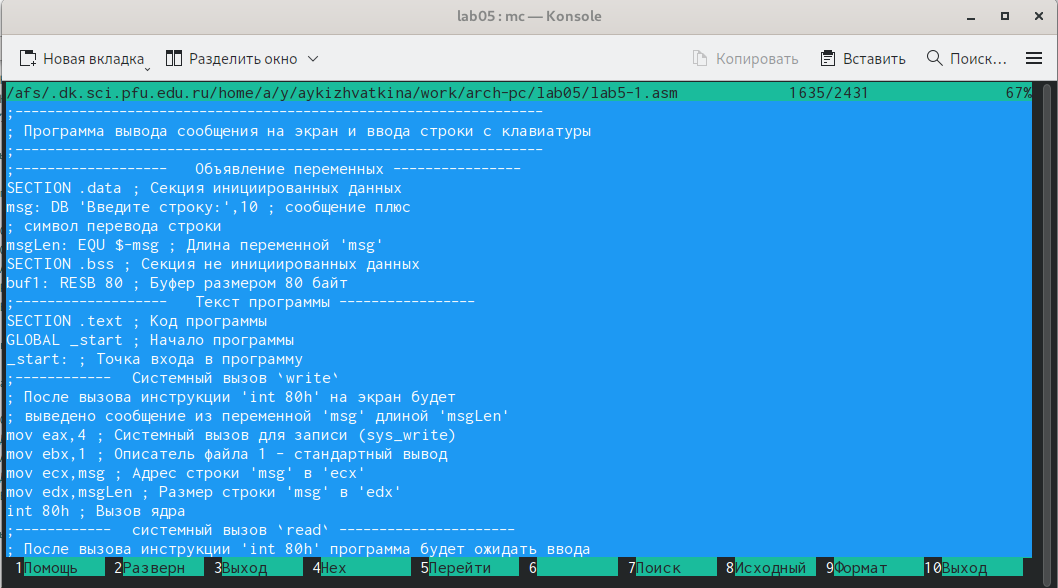 lab05 : mc — Konsole
Новая вкладка Разделить окно Копировать Вставить Поиск…
/afs/.dk.sci.pfu.edu.ru/home/a/y/aykizhvatkina/work/arch-pc/lab05/lab5-1.asm 1635/2431 67%
;-----------------------------------------------------------
; Программа вывода сообщения на экран и ввода строки с клавиатуры
;-----------------------------------------------------------
;----------------- Объявление переменных --------------
SECTION .data ; Секция инициированных данных
msg: DB 'Введите строку:',10 ; сообщение плюс
; символ перевода строки
msgLen: EQU $-msg ; Длина переменной 'msg'
SECTION .bss ; Секция не инициированных данных
buf1: RESB 80 ; Буфер размером 80 байт
;----------------- Текст программы ---------------
SECTION .text ; Код программы
GLOBAL _start ; Начало программы
_start: ; Точка входа в программу
;----------- Системный вызов `write`
; После вызова инструкции 'int 80h' на экран будет
; выведено сообщение из переменной 'msg' длиной 'msgLen'
mov eax,4 ; Системный вызов для записи (sys_write)
mov ebx,1 ; Описатель файла 1 - стандартный вывод
mov ecx,msg ; Адрес строки 'msg' в 'ecx'
mov edx,msgLen ; Размер строки 'msg' в 'edx'
int 80h ; Вызов ядра
;----------- системный вызов `read` --------------------
; После вызова инструкции 'int 80h' программа будет ожидать ввода
1Помощь 2Разверн 3Выход 4Hex 5Перейти 6 7Поиск 8Исходный 9Формат 10Выход